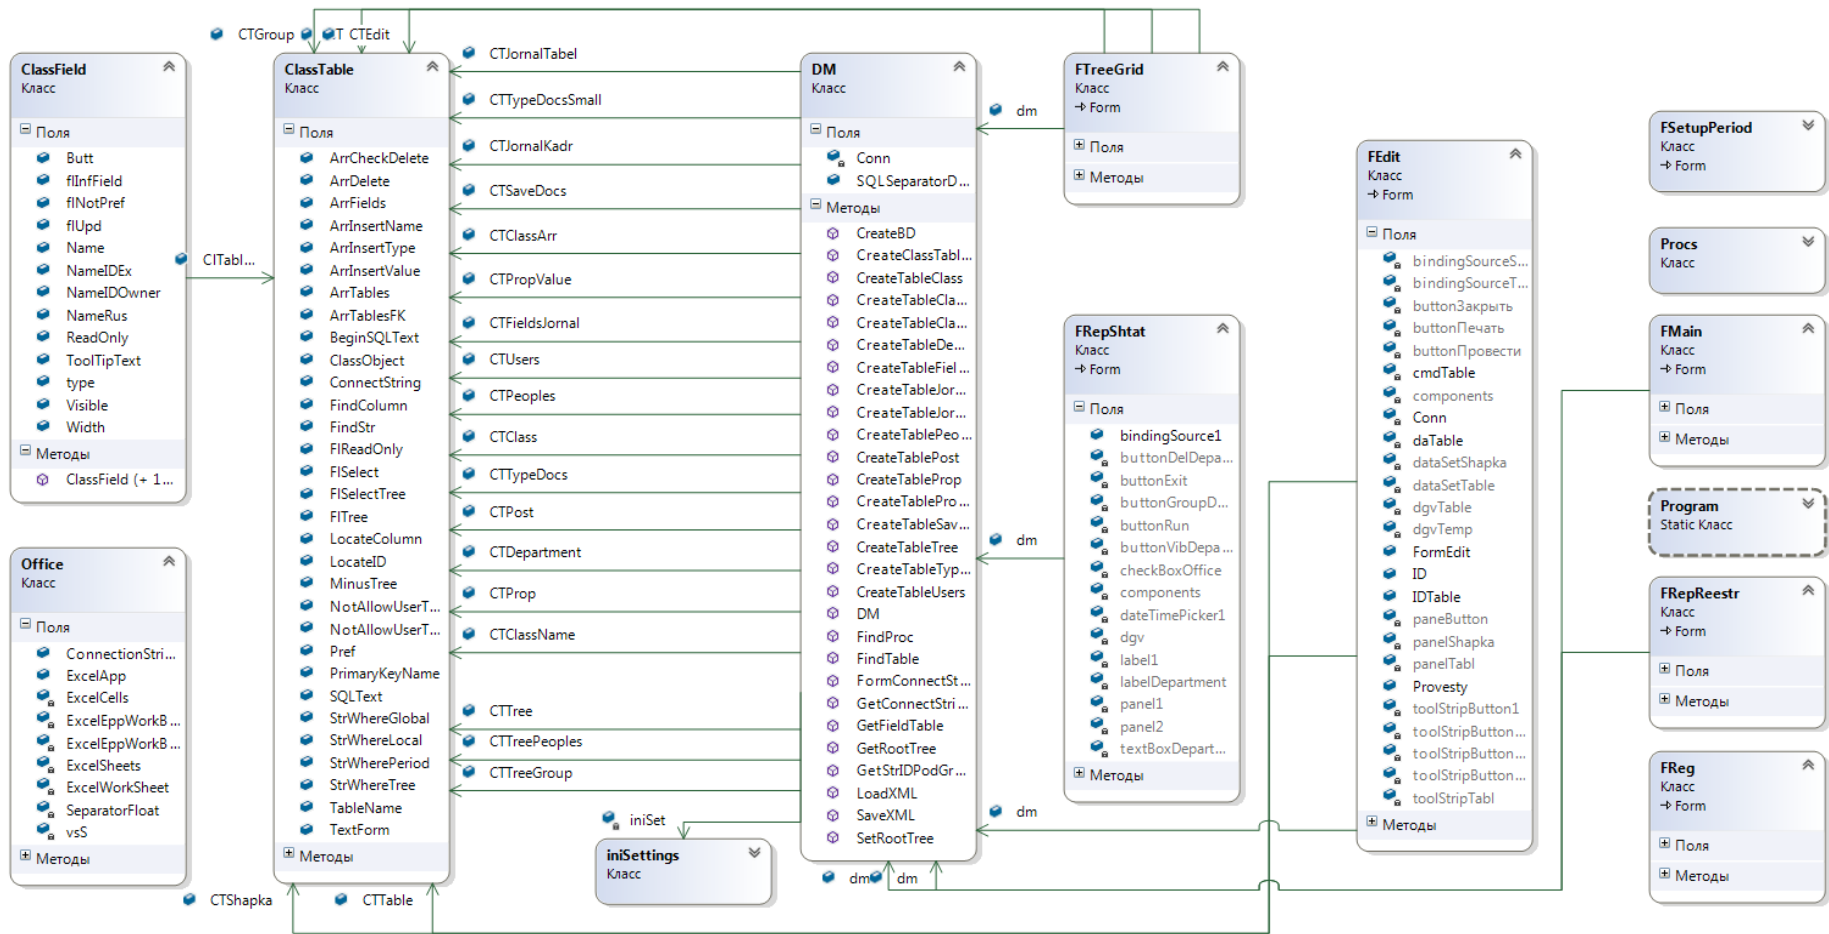 CTGroup
T
CTEdit
ClassField
Класс
Поля
Butt
flInfField
flNotPref
flUpd
Name
NameIDEx
NameIDOwner
NameRus
ReadOnly
ToolTipText
type
Visible
Width
Методы
ClassField (+ 1...
ClTabl...
Office
Класс
Поля
ConnectionStri...
ExcelApp
ExcelCells
ExcelEppWorkB...
ExcelEppWorkB...
ExcelSheets
ExcelWorkSheet
SeparatorFloat
vsS
Методы
ClassTable
Класс
Поля
ArrCheckDelete
ArrDelete
ArrFields
ArrInsertName
ArrInsertType
ArrInsertValue
ArrTables
ArrTablesFK
BeginSQLText
ClassObject
ConnectString
FindColumn
FindStr
FlReadOnly
FlSelect
FlSelectTree
FlTree
LocateColumn
LocateID
MinusTree
NotAllowUserT...
NotAllowUserT...
Pref
PrimaryKeyName
SQLText
StrWhereGlobal
StrWhereLocal
StrWherePeriod
StrWhereTree
TableName
TextForm
Методы
CTShapka
CTTable
CTJornalTabel
CTTypeDocsSmall
CTJornalKadr
CTSaveDocs
CTClassArr
CTPropValue
CTFieldsJornal
CTUsers
CTPeoples
CTClass
CTTypeDocs
CTPost
CTDepartment
CTProp
CTClassName
CTTree
CTTreePeoples
CTTreeGroup
iniSet
iniSettings
Класс
DM
Класс
Поля
Conn
SQLSeparatorD...
Методы
CreateBD
CreateClassTabl...
CreateTableClass
CreateTableCla...
CreateTableCla...
CreateTableDe...
CreateTableFiel...
CreateTableJor...
CreateTableJor...
CreateTablePeo...
CreateTablePost
CreateTableProp
CreateTablePro...
CreateTableSav...
CreateTableTree
CreateTableTyp...
CreateTableUsers
DM
FindProc
FindTable
FormConnectSt...
GetConnectStri...
GetFieldTable
GetRootTree
GetStrIDPodGr...
LoadXML
SaveXML
SetRootTree
dm
dm
dm
dm
dm
FTreeGrid
Класс
Form
Поля
Методы
FRepShtat
Класс
Form
Поля
bindingSource1
buttonDelDepa...
buttonExit
buttonGroupD...
buttonRun
buttonVibDepa...
checkBoxOffice
components
dateTimePicker1
dgv
label1
labelDepartment
panel1
panel2
textBoxDepart...
Методы
FEdit
Класс
Form
Поля
bindingSourceS...
bindingSourceT...
buttonЗакрыть
buttonПечать
buttonПровести
cmdTable
components
Conn
daTable
dataSetShapka
dataSetTable
dgvTable
dgvTemp
FormEdit
ID
IDTable
paneButton
panelShapka
panelTabl
Provesty
toolStripButton1
toolStripButton...
toolStripButton...
toolStripButton...
toolStripTabl
Методы
FSetupPeriod
Класс
Form
Procs
Класс
FMain
Класс
Form
Поля
Методы
Program
Static Класс
FRepReestr
Класс
Form
Поля
Методы
FReg
Класс
Form
Поля
Методы